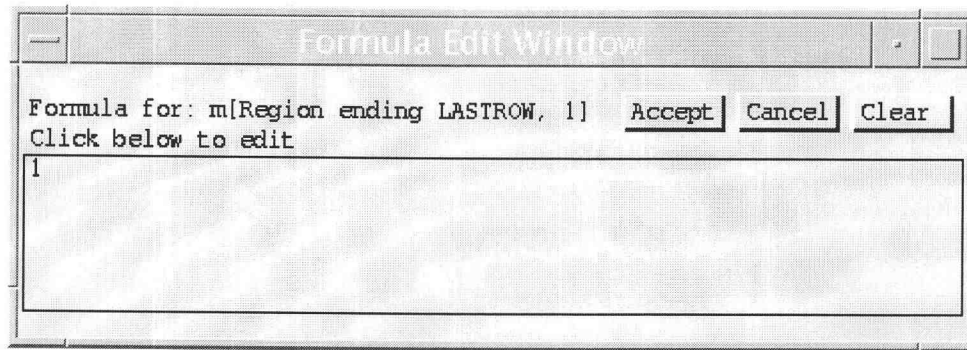 Formula Edit Window
Formula for: m[Region ending LASTROW, 1] Accept Cancel Clear
Click below to edit
1